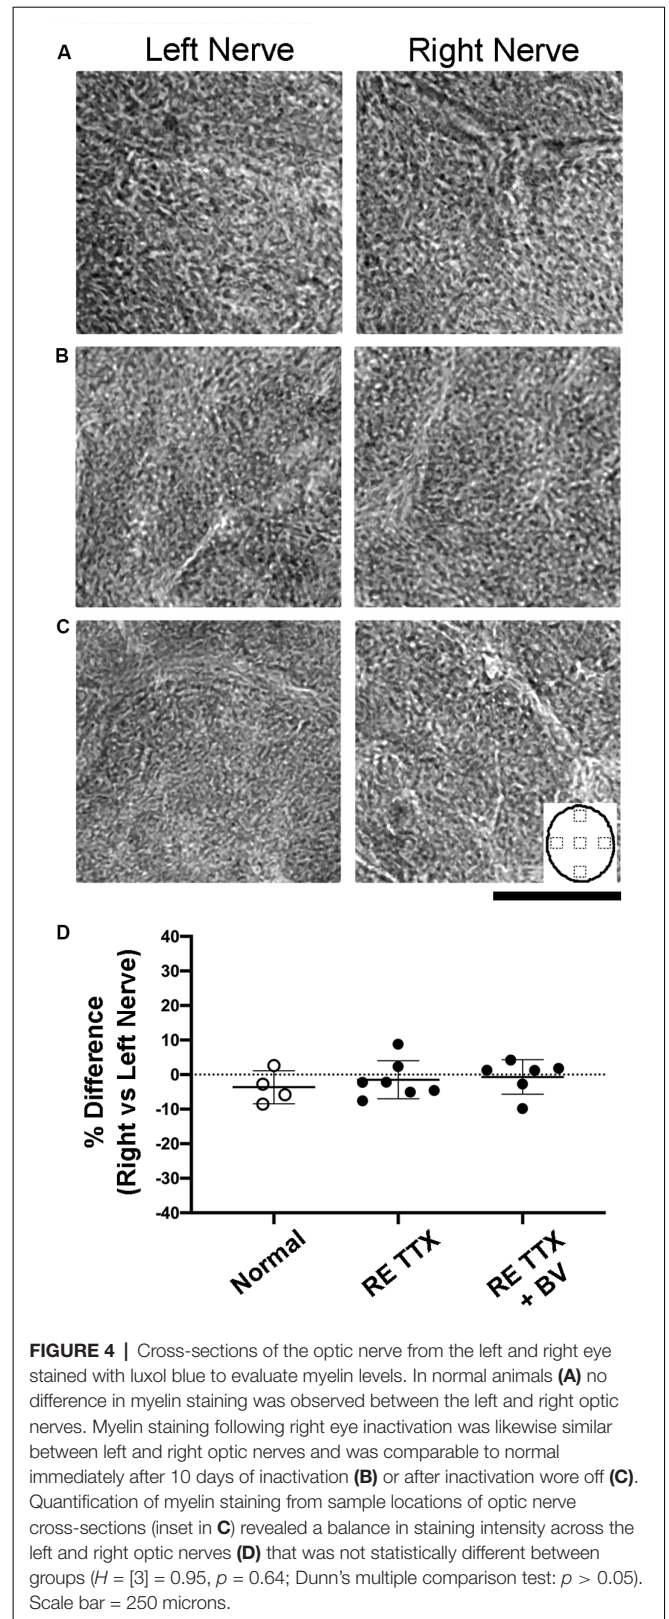 A
Left Nerve
Right Nerve
B
C
D
% Difference
(Right vs Left Nerve)
40
30
20
10
0
-10
-20
-30
-40
Normal
RE TTX
RE TTX
+ BV
FIGURE 4 | Cross-sections of the optic nerve from the left and right eye
stained with luxol blue to evaluate myelin levels. In normal animals (A) no
difference in myelin staining was observed between the left and right optic
nerves. Myelin staining following right eye inactivation was likewise similar
between left and right optic nerves and was comparable to normal
immediately after 10 days of inactivation (B) or after inactivation wore off (C).
Quantification of myelin staining from sample locations of optic nerve
cross-sections (inset in C) revealed a balance in staining intensity across the
left and right optic nerves (D) that was not statistically different between
groups (H = [3] = 0.95, p = 0.64; Dunn’s multiple comparison test: p > 0.05).
Scale bar = 250 microns.